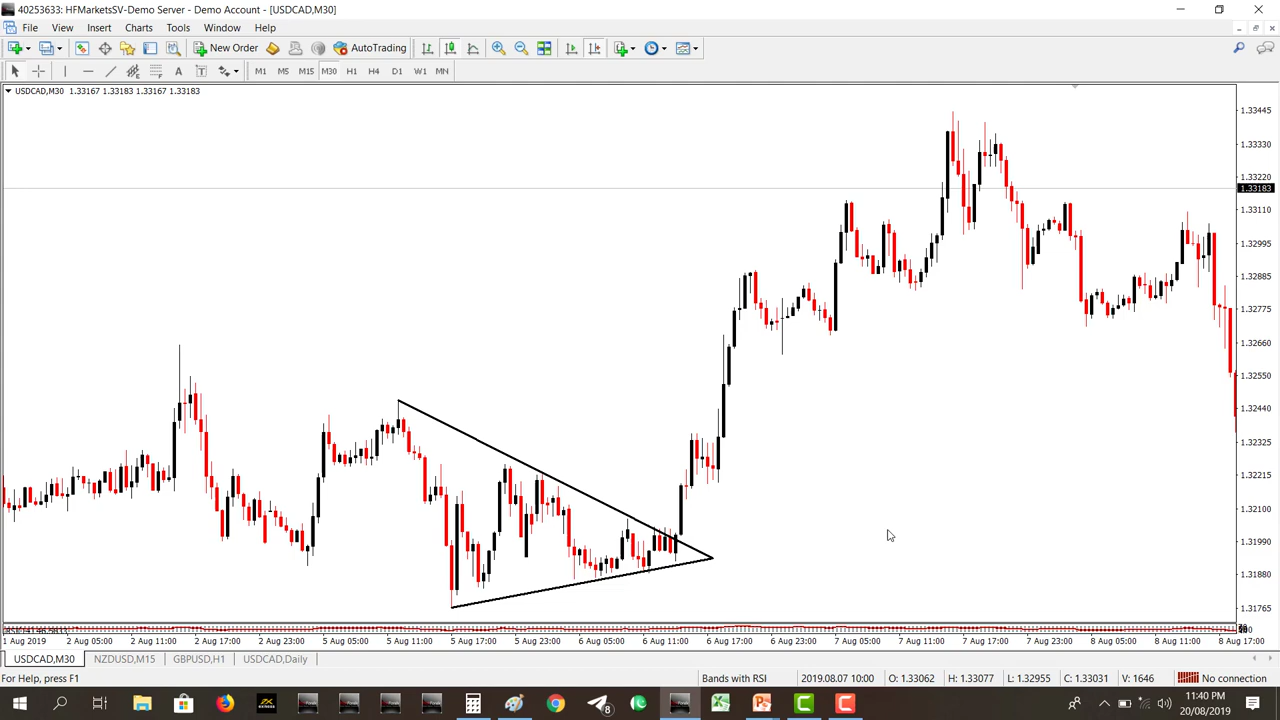 40253633: HFMarketsSV-Demo Server - Demo Account - [USDCAD,M30]
File View Insert Charts Tools Window Help
New Order AutoTrading
A T M1 M5 M15 M30 H1 H4 D1 W1 MN
USDCAD,M30 1.33167 1.33183 1.33167 1.33183
1.33445
1.33330
1.33220
1.33183
1.33110
1.32995
1.32885
1.32775
1.32660
1.32550
1.32440
1.32325
1.32215
1.32100
1.31990
1.31880
1.31765
1 Aug 2019 2 Aug 05:00 2 Aug 11:00 2 Aug 17:00 2 Aug 23:00 5 Aug 05:00 5 Aug 11:00 5 Aug 17:00 5 Aug 23:00 6 Aug 05:00 6 Aug 11:00 6 Aug 17:00 6 Aug 23:00 7 Aug 05:00 7 Aug 11:00 7 Aug 17:00 7 Aug 23:00 8 Aug 05:00 8 Aug 11:00 8 Aug 17:00
USDCAD,M30 NZDUSD,M15 GBPUSD,H1 USDCAD,Daily
For Help, press F1 Bands with RSI 2019.08.07 10:00 O: 1.33062 H: 1.33077 L: 1.32955 C: 1.33031 V: 1646 No connection
8 11:40 PM
20/08/2019